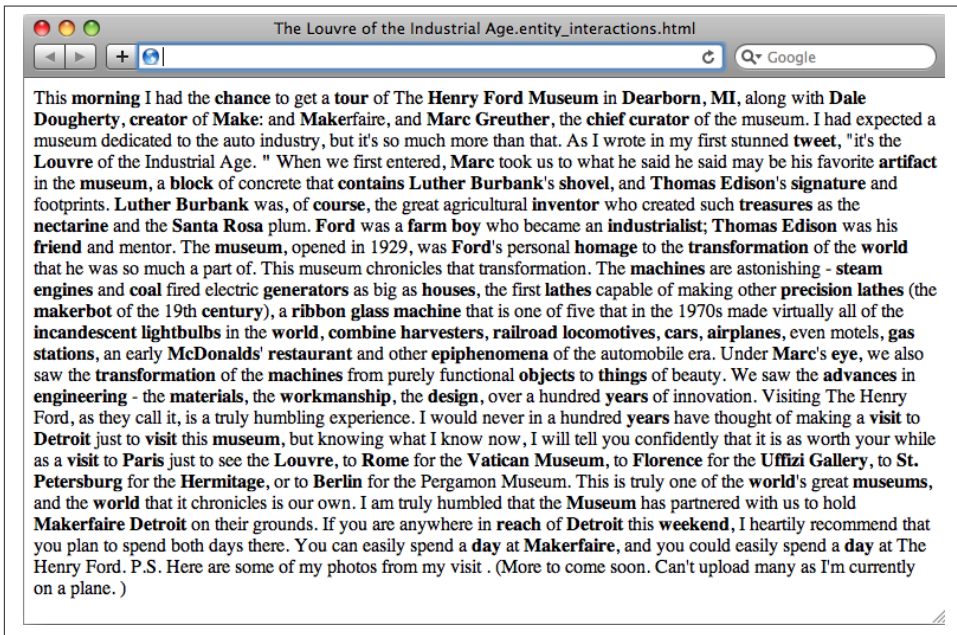 The Louvre of the Industrial Age.entity_interactions.html
Google
This morning I had the chance to get a tour of The Henry Ford Museum in Dearborn, MI, along with Dale
Dougherty, creator of Make: and Makerfaire, and Marc Greuther, the chief curator of the museum. I had expected a
museum dedicated to the auto industry, but it's so much more than that. As I wrote in my first stunned tweet, "it's the
Louvre of the Industrial Age. " When we first entered, Marc took us to what he said he said may be his favorite artifact
in the museum, a block of concrete that contains Luther Burbank's shovel, and Thomas Edison's signature and
footprints. Luther Burbank was, of course, the great agricultural inventor who created such treasures as the
nectarine and the Santa Rosa plum. Ford was a farm boy who became an industrialist; Thomas Edison was his
friend and mentor. The museum, opened in 1929, was Ford's personal homage to the transformation of the world
that he was so much a part of. This museum chronicles that transformation. The machines are astonishing - steam
engines and coal fired electric generators as big as houses, the first lathes capable of making other precision lathes (the
makerbot of the 19th century), a ribbon glass machine that is one of five that in the 1970s made virtually all of the
incandescent lightbulbs in the world, combine harvesters, railroad locomotives, cars, airplanes, even motels, gas
stations, an early McDonalds' restaurant and other epiphenomena of the automobile era. Under Marc's eye, we also
saw the transformation of the machines from purely functional objects to things of beauty. We saw the advances in
engineering - the materials, the workmanship, the design, over a hundred years of innovation. Visiting The Henry
Ford, as they call it, is a truly humbling experience. I would never in a hundred years have thought of making a visit to
Detroit just to visit this museum, but knowing what I know now, I will tell you confidently that it is as worth your while
as a visit to Paris just to see the Louvre, to Rome for the Vatican Museum, to Florence for the Uffizi Gallery, to St.
Petersburg for the Hermitage, or to Berlin for the Pergamon Museum. This is truly one of the world's great museums,
and the world that it chronicles is our own. I am truly humbled that the Museum has partnered with us to hold
Makerfaire Detroit on their grounds. If you are anywhere in reach of Detroit this weekend, I heartily recommend that
you plan to spend both days there. You can easily spend a day at Makerfaire, and you could easily spend a day at The
Henry Ford. P.S. Here are some of my photos from my visit . (More to come soon. Can't upload many as I'm currently
on a plane. )